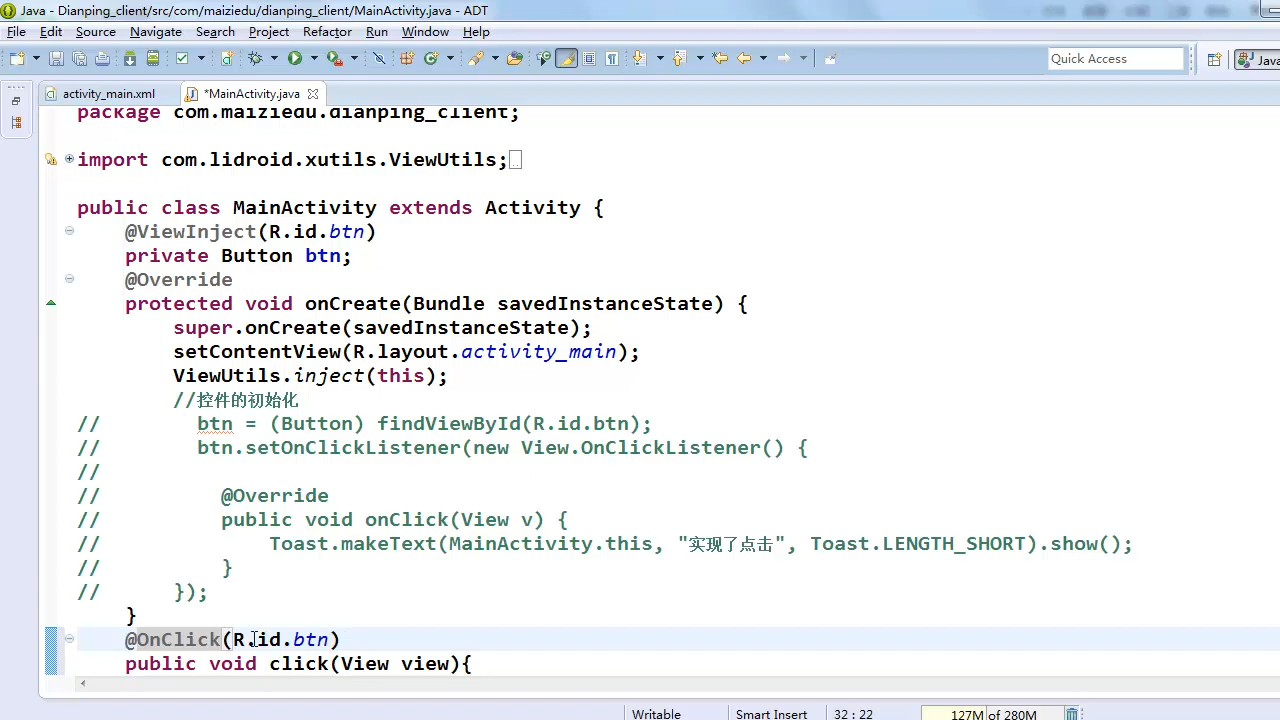 Java - Dianping_client/src/com/maiziedu/dianping_client/MainActivity.java - ADT
File Edit Source Navigate Search Project Refactor Run Window Help
Quick Access
Java
activity_main.xml
*MainActivity.java
package com.maiziedu.dianping_client;
import com.lidroid.xutils.ViewUtils;
public class MainActivity extends Activity {
@ViewInject(R.id.btn)
private Button btn;
@Override
protected void onCreate(Bundle savedInstanceState) {
super.onCreate(savedInstanceState);
setContentView(R.layout.activity_main);
ViewUtils.inject(this);
//控件的初始化
// btn = (Button) findViewById(R.id.btn);
// btn.setOnClickListener(new View.OnClickListener() {
//
// @Override
// public void onClick(View v) {
// Toast.makeText(MainActivity.this, "实现了点击", Toast.LENGTH_SHORT).show();
// }
// });
}
@OnClick(R.id.btn)
public void click(View view){
Writable
Smart Insert
32 : 22
127M of 280M